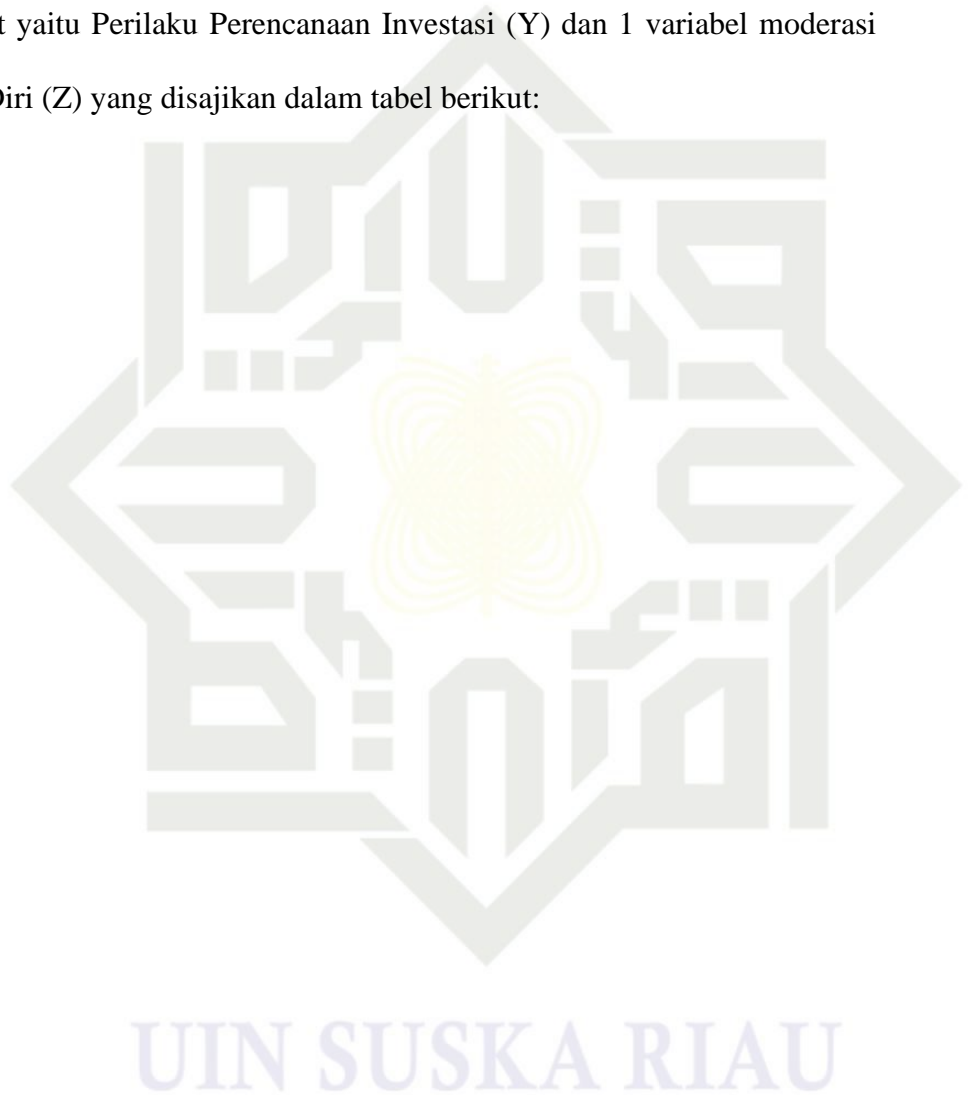 t yaitu Perilaku Perencanaan Investasi (Y) dan 1 variabel moderasi
Diri (Z) yang disajikan dalam tabel berikut:
UIN SUSKA RIAU